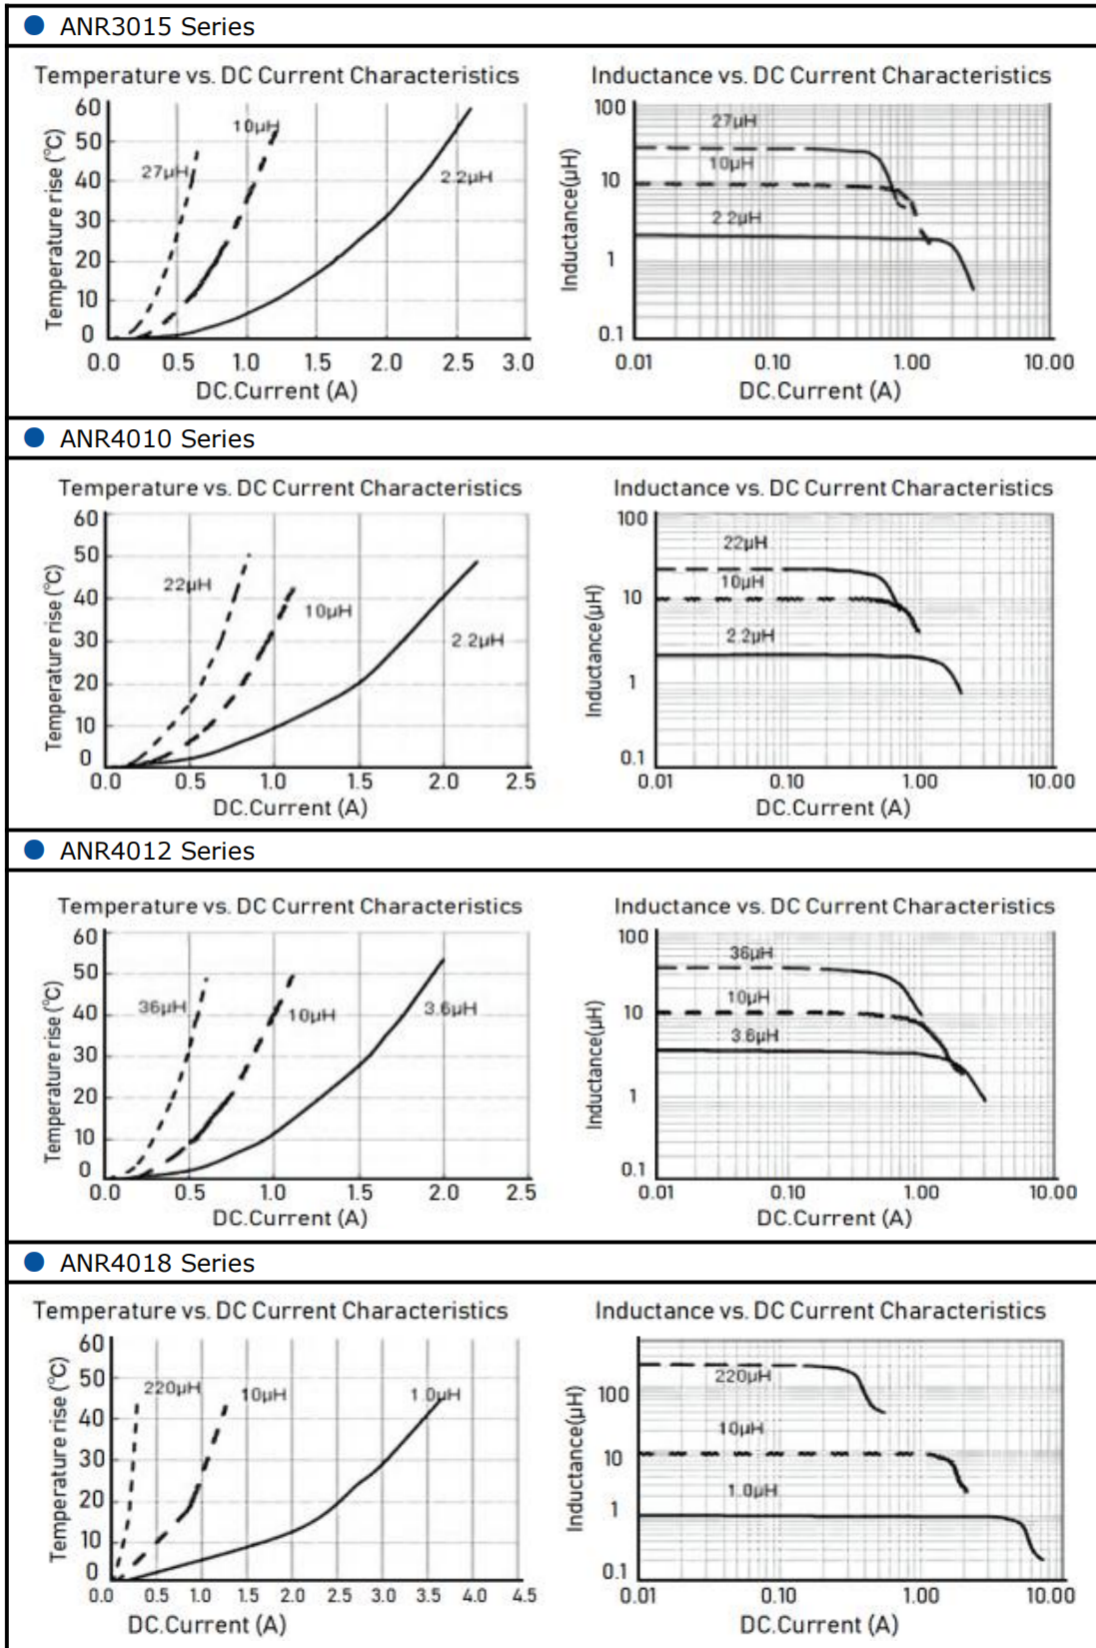 ANR3015 Series
Temperature vs. DC Current Characteristics
Temperature rise (°C)
60
50
40
30
20
10
0
27μH
10μH
2.2μH
0.0 0.5 1.0 1.5 2.0 2.5 3.0
DC.Current (A)
Inductance vs. DC Current Characteristics
Inductance(μH)
100
10
1
0.1
27μH
10μH
2.2μH
0.01 0.10 1.00 10.00
DC.Current (A)
ANR4010 Series
Temperature vs. DC Current Characteristics
Temperature rise (°C)
60
50
40
30
20
10
0
22μH
10μH
2.2μH
0.0 0.5 1.0 1.5 2.0 2.5
DC.Current (A)
Inductance vs. DC Current Characteristics
Inductance(μH)
100
10
1
0.1
22μH
10μH
2.2μH
0.01 0.10 1.00 10.00
DC.Current (A)
ANR4012 Series
Temperature vs. DC Current Characteristics
Temperature rise (°C)
60
50
40
30
20
10
0
36μH
10μH
3.6μH
0.0 0.5 1.0 1.5 2.0 2.5
DC.Current (A)
Inductance vs. DC Current Characteristics
Inductance(μH)
100
10
1
0.1
36μH
10μH
3.6μH
0.01 0.10 1.00 10.00
DC.Current (A)
ANR4018 Series
Temperature vs. DC Current Characteristics
Temperature rise (°C)
60
50
40
30
20
10
0
220μH
10μH
1.0μH
0.0 0.5 1.0 1.5 2.0 2.5 3.0 3.5 4.0 4.5
DC.Current (A)
Inductance vs. DC Current Characteristics
Inductance(μH)
100
10
1
0.1
220μH
10μH
1.0μH
0.01 0.10 1.00 10.00
DC.Current (A)